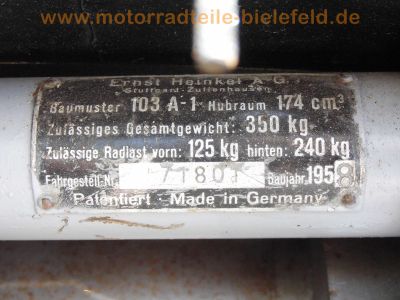 www.motorradteile-bielefeld.de
Ernst Heinkel A-G.
Stuttgart-Zuffenhausen
Baumuster 103 A-1 Hubraum 174 cm³
Zulässiges Gesamtgewicht: 350 kg
Zulässige Radlast vorn: 125 kg hinten: 240 kg
Fahrgestell-Nr. Baujahr 1958
Patentiert - Made in Germany